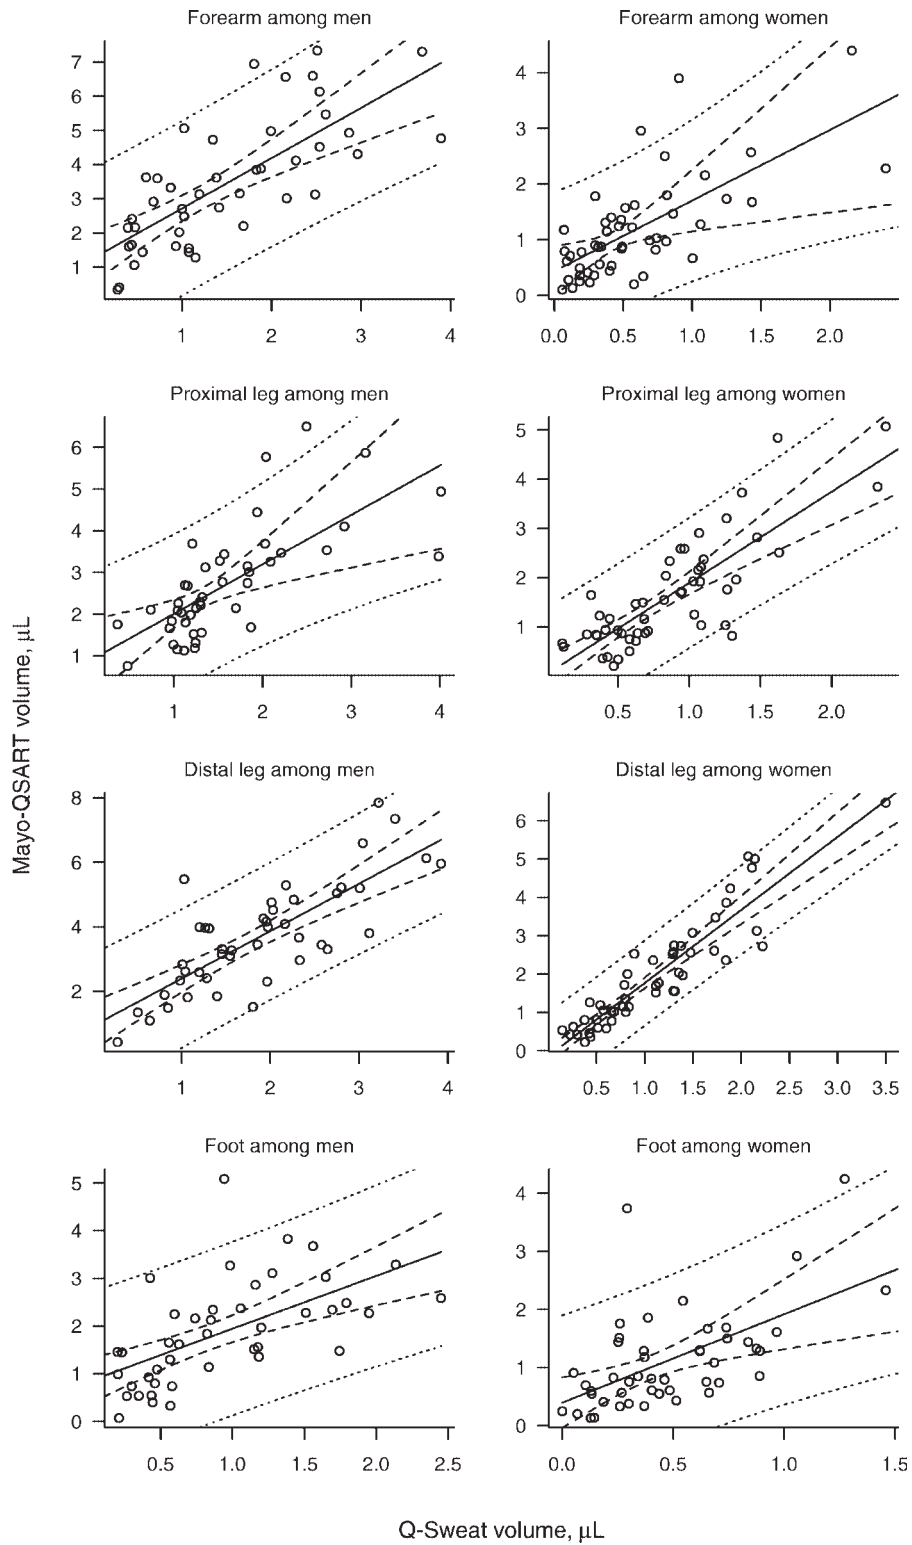 Forearm among men
7
6
5
4
3
2
1
1 2 3 4
Forearm among women
4
3
2
1
0
0.0 0.5 1.0 1.5 2.0
Proximal leg among men
6
5
4
3
2
1
1 2 3 4
Proximal leg among women
5
4
3
2
1
0
0.5 1.0 1.5 2.0
Mayo-QSART volume, μL
Distal leg among men
8
6
4
2
1 2 3 4
Distal leg among women
6
5
4
3
2
1
0
0.5 1.0 1.5 2.0 2.5 3.0 3.5
Foot among men
5
4
3
2
1
0
0.5 1.0 1.5 2.0 2.5
Foot among women
4
3
2
1
0
0.0 0.5 1.0 1.5
Q-Sweat volume, μL